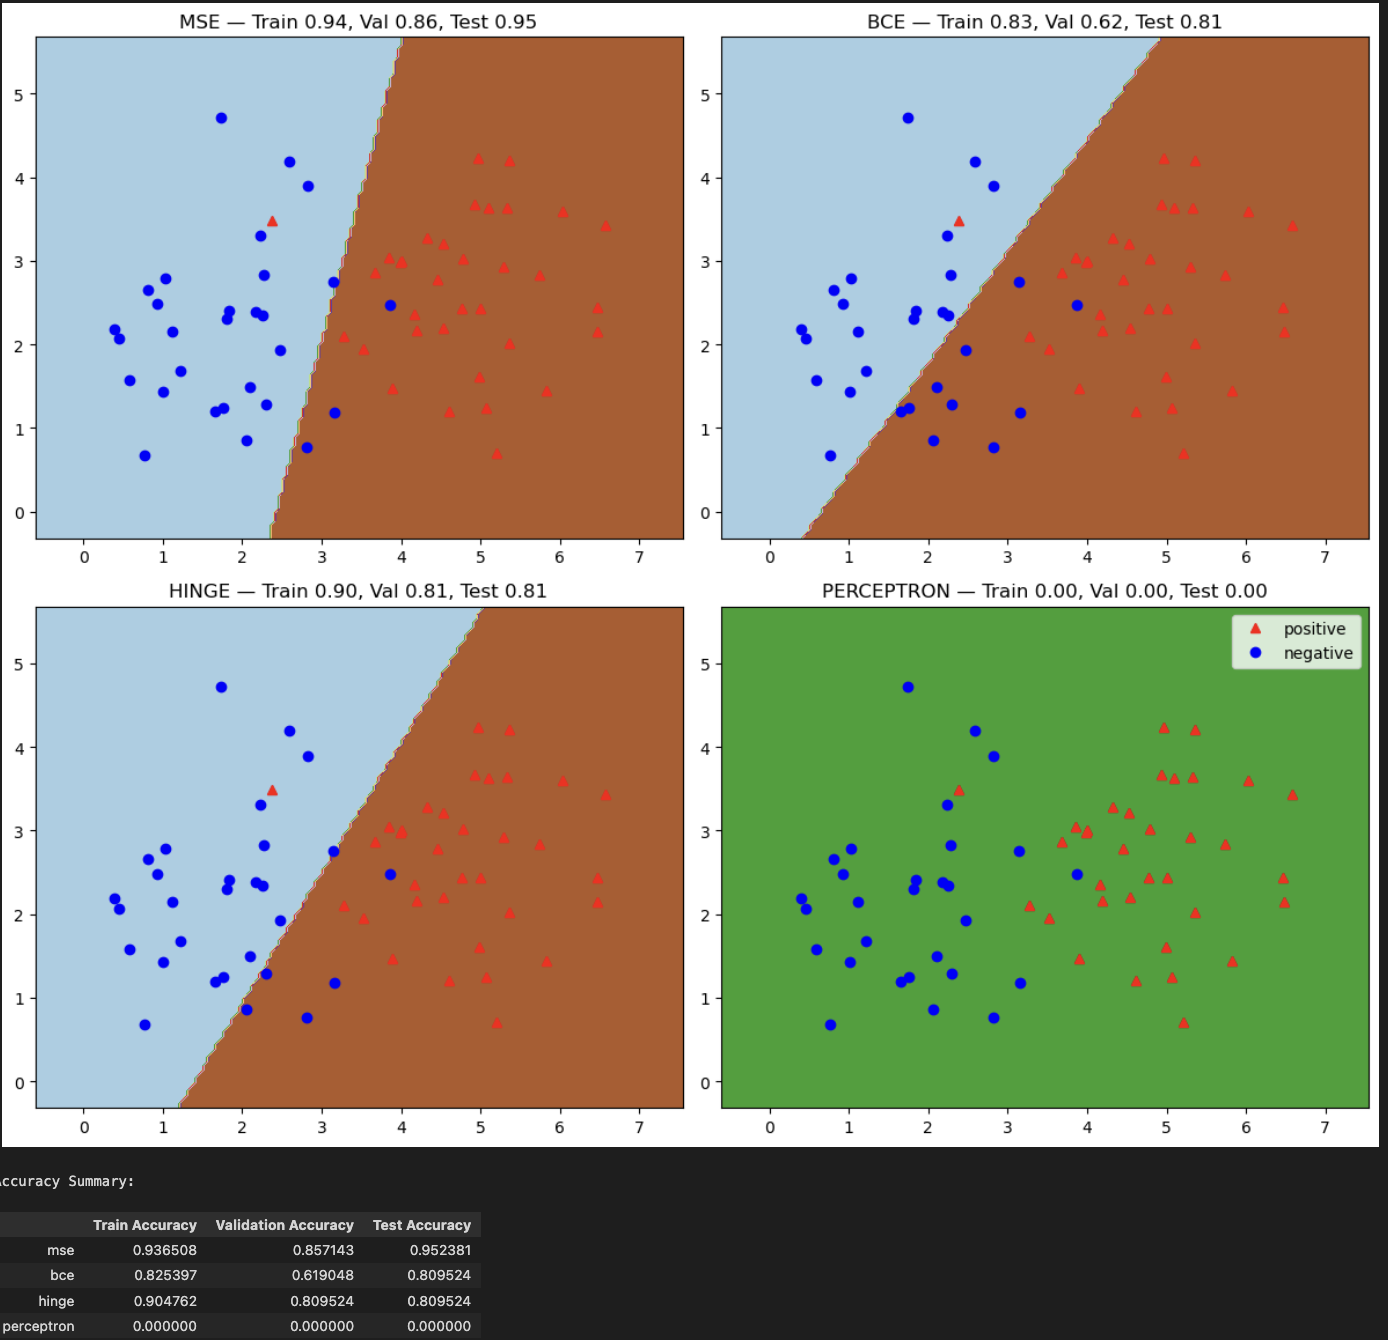 MSE — Train 0.94, Val 0.86, Test 0.95
5
4
3
2
1
0
0 1 2 3 4 5 6 7
BCE — Train 0.83, Val 0.62, Test 0.81
5
4
3
2
1
0
0 1 2 3 4 5 6 7
HINGE — Train 0.90, Val 0.81, Test 0.81
5
4
3
2
1
0
0 1 2 3 4 5 6 7
PERCEPTRON — Train 0.00, Val 0.00, Test 0.00
positive
negative
5
4
3
2
1
0
0 1 2 3 4 5 6 7
ccuracy Summary:
Train Accuracy Validation Accuracy Test Accuracy
mse 0.936508 0.857143 0.952381
bce 0.825397 0.619048 0.809524
hinge 0.904762 0.809524 0.809524
perceptron 0.000000 0.000000 0.000000